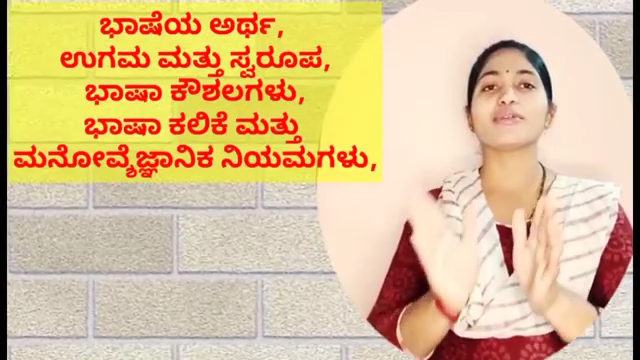 ಭಾಷೆಯ ಅರ್ಥ,
ಉಗಮ ಮತ್ತು ಸ್ವರೂಪ,
ಭಾಷಾ ಕೌಶಲಗಳು,
ಭಾಷಾ ಕಲಿಕೆ ಮತ್ತು
ಮನೋವ್ಯೆಜ್ಞಾನಿಕ ನಿಯಮಗಳು,